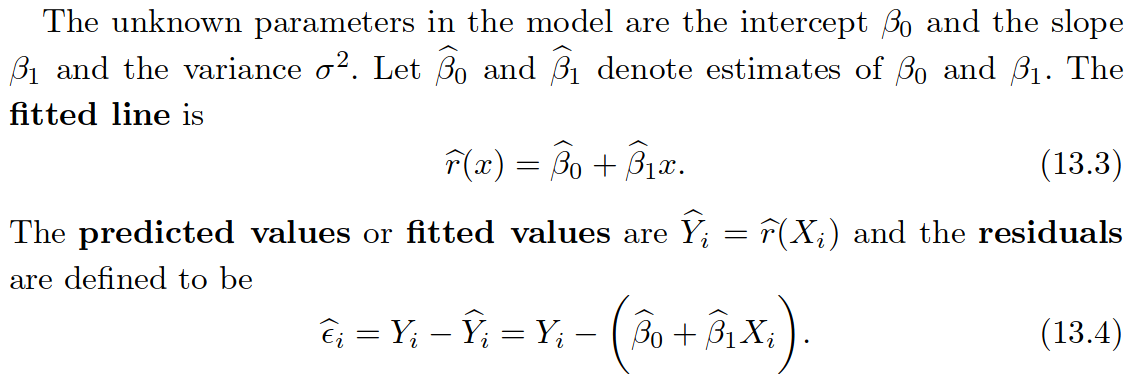 The unknown parameters in the model are the intercept β₀ and the slope
β₁ and the variance σ². Let β̂₀ and β̂₁ denote estimates of β₀ and β₁. The
fitted line is
r̂(x) = β̂₀ + β̂₁x. (13.3)
The predicted values or fitted values are Ŷᵢ = r̂(Xᵢ) and the residuals
are defined to be
ε̂ᵢ = Yᵢ − Ŷᵢ = Yᵢ − (β̂₀ + β̂₁Xᵢ). (13.4)